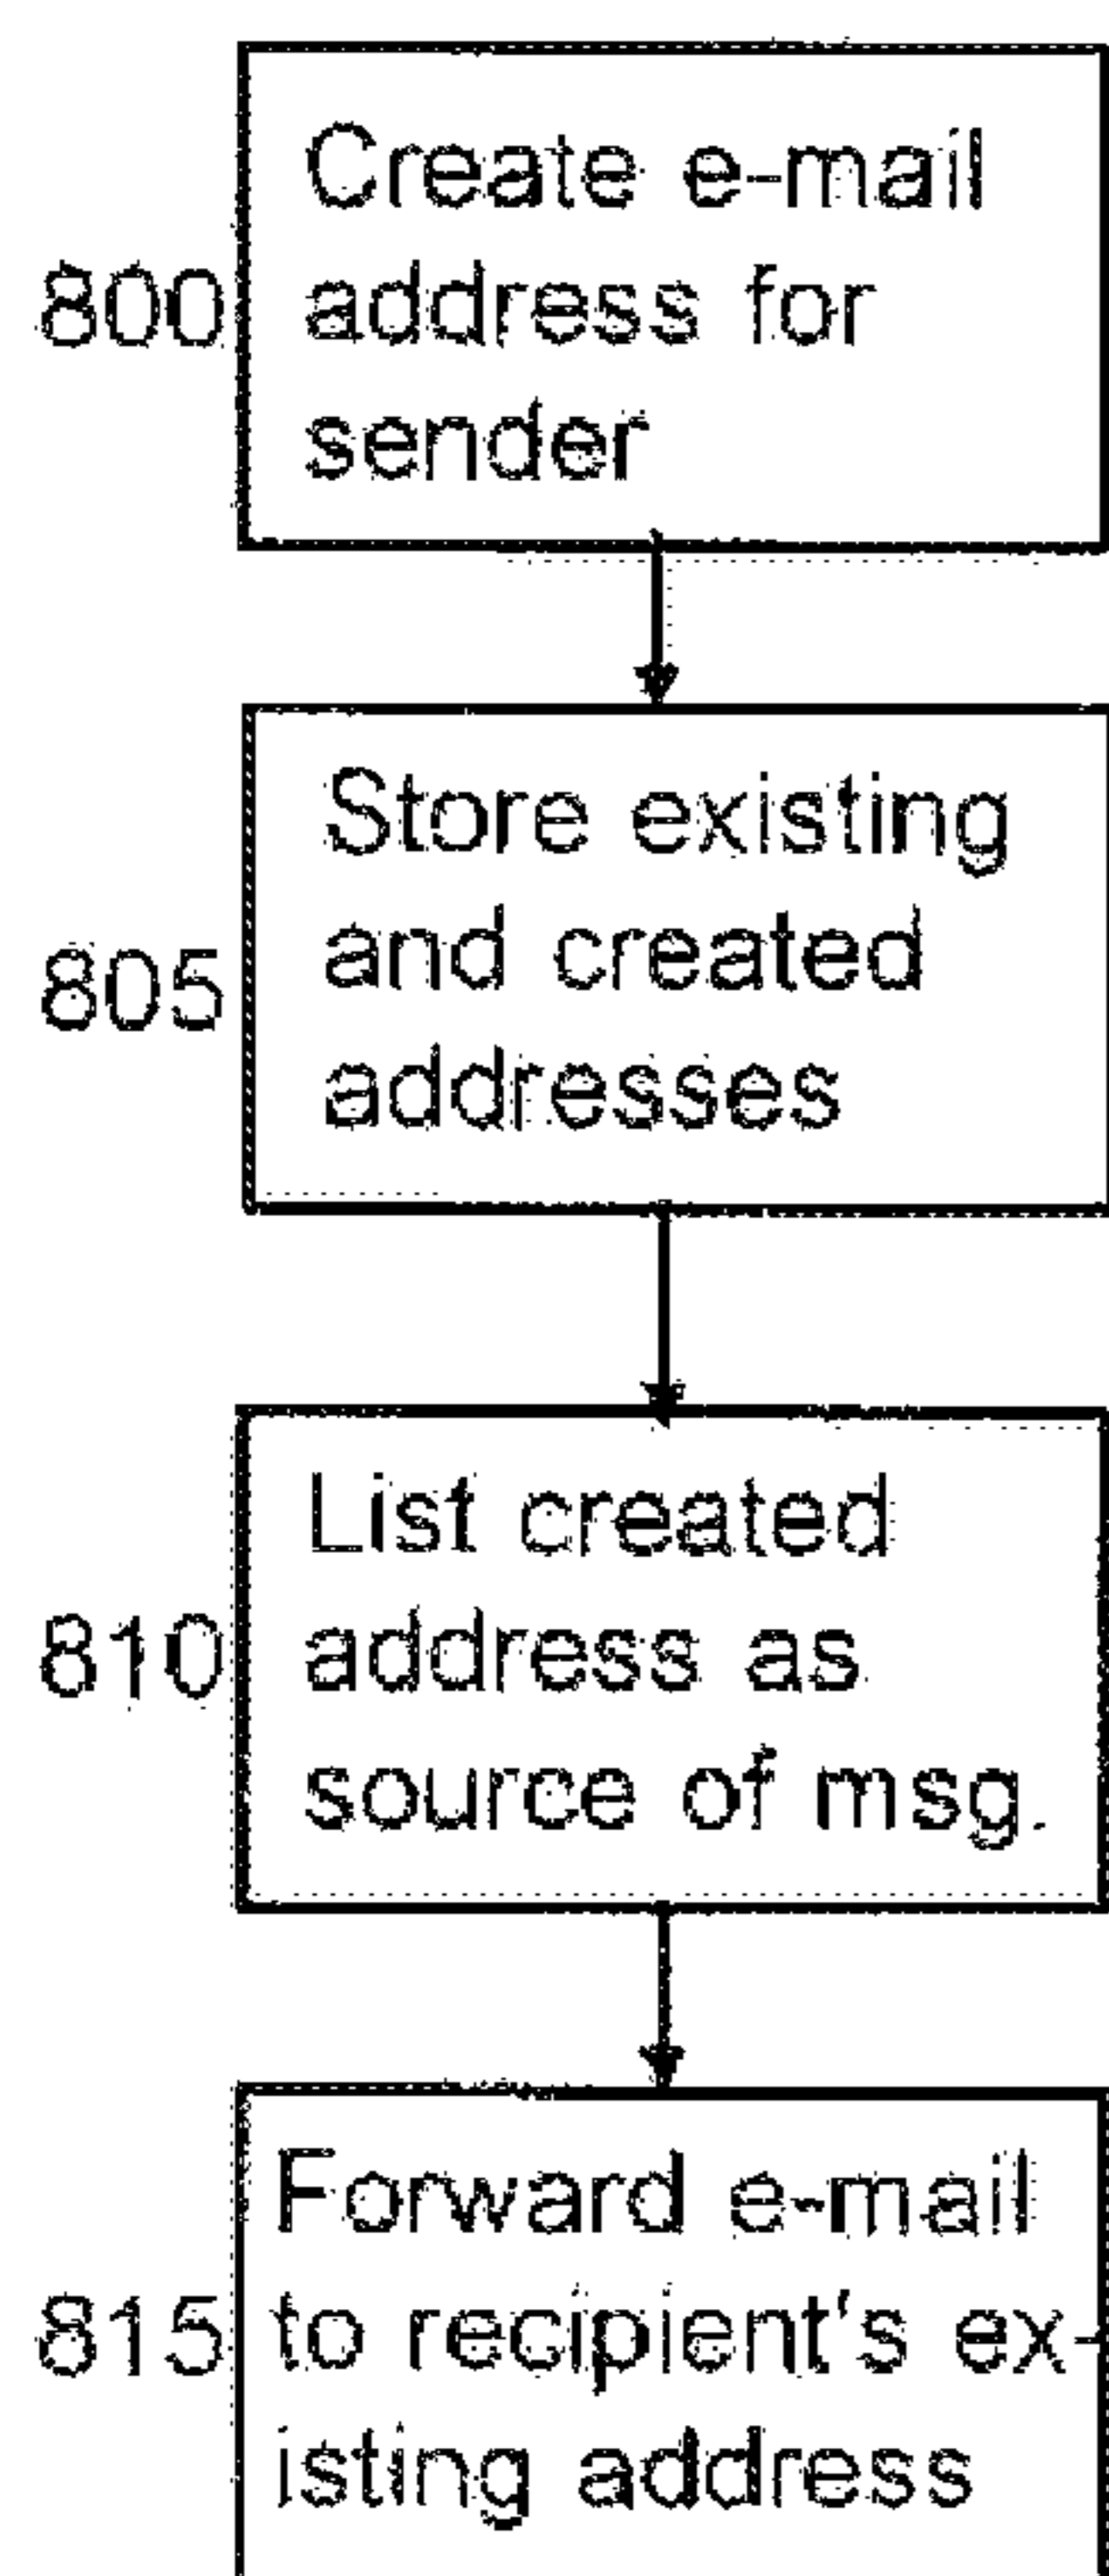 Create e-mail
800 address for
sender
Store existing
and created
805
addresses
List created
810 address as
source of msg.
Forward e-mail
815 to recipient's ex-
isting address